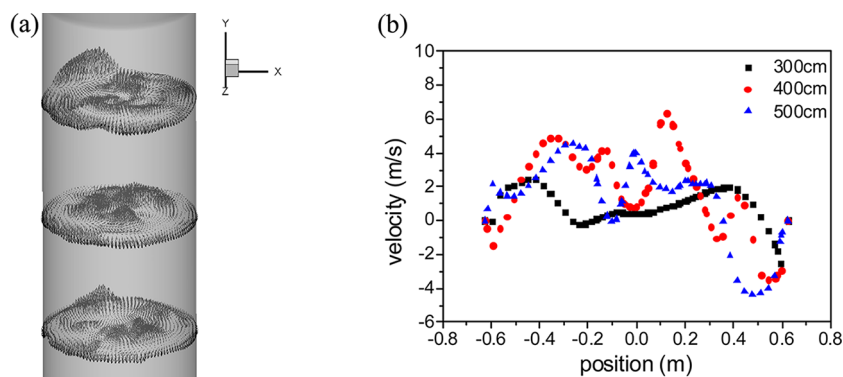 (a)
Y
X
Z
(b)
10
8
6
4
2
0
-2
-4
-6
velocity (m/s)
300cm
400cm
500cm
-0.8 -0.6 -0.4 -0.2 0.0 0.2 0.4 0.6 0.8
position (m)